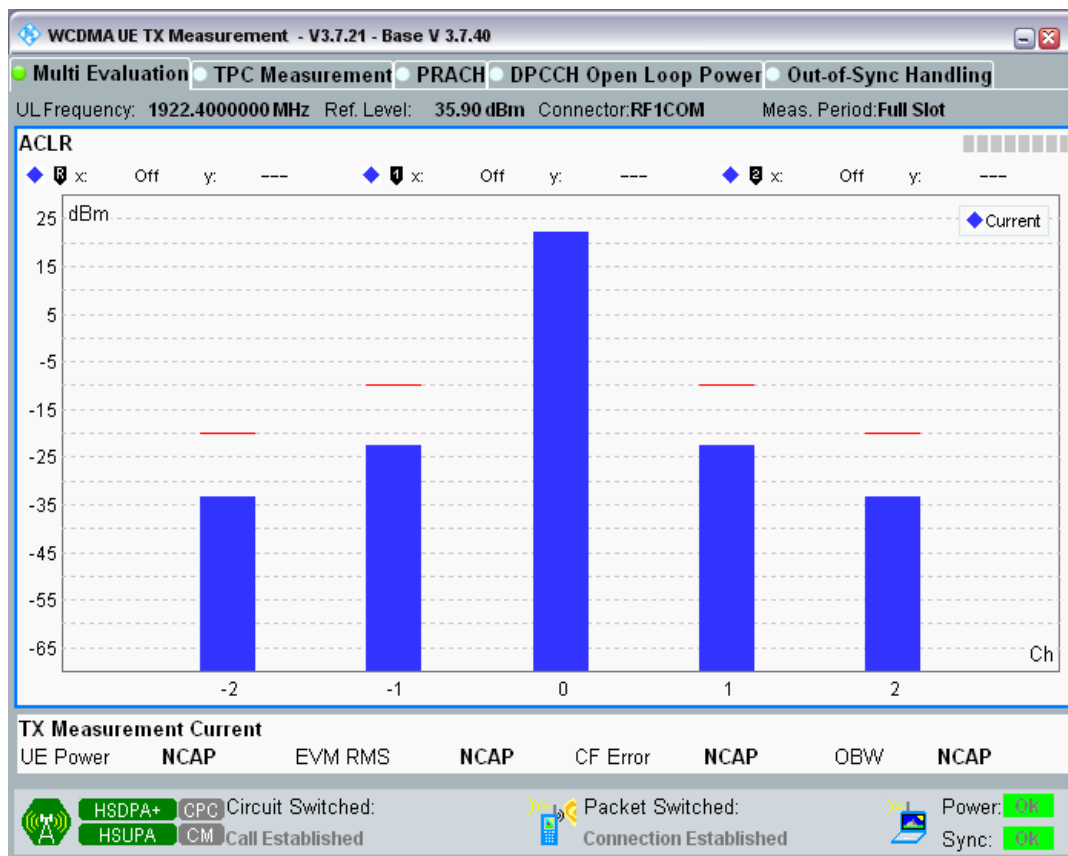 WCDMA UE TX Measurement - V3.7.21 - Base V 3.7.40
Multi Evaluation TPC Measurement PRACH DPCCH Open Loop Power Out-of-Sync Handling
UL Frequency: 1922.4000000 MHz Ref. Level: 35.90 dBm Connector:RF1COM Meas. Period:Full Slot
ACLR
R x: Off y: --- 1 x: Off y: --- 2 x: Off y: ---
25 dBm
Current
15
5
-5
-15
-25
-35
-45
-55
-65
Ch
-2 -1 0 1 2
TX Measurement Current
UE Power NCAP EVM RMS NCAP CF Error NCAP OBW NCAP
HSDPA+ CPC Circuit Switched: Packet Switched: Power: OK
HSUPA CM Call Established Connection Established Sync: OK